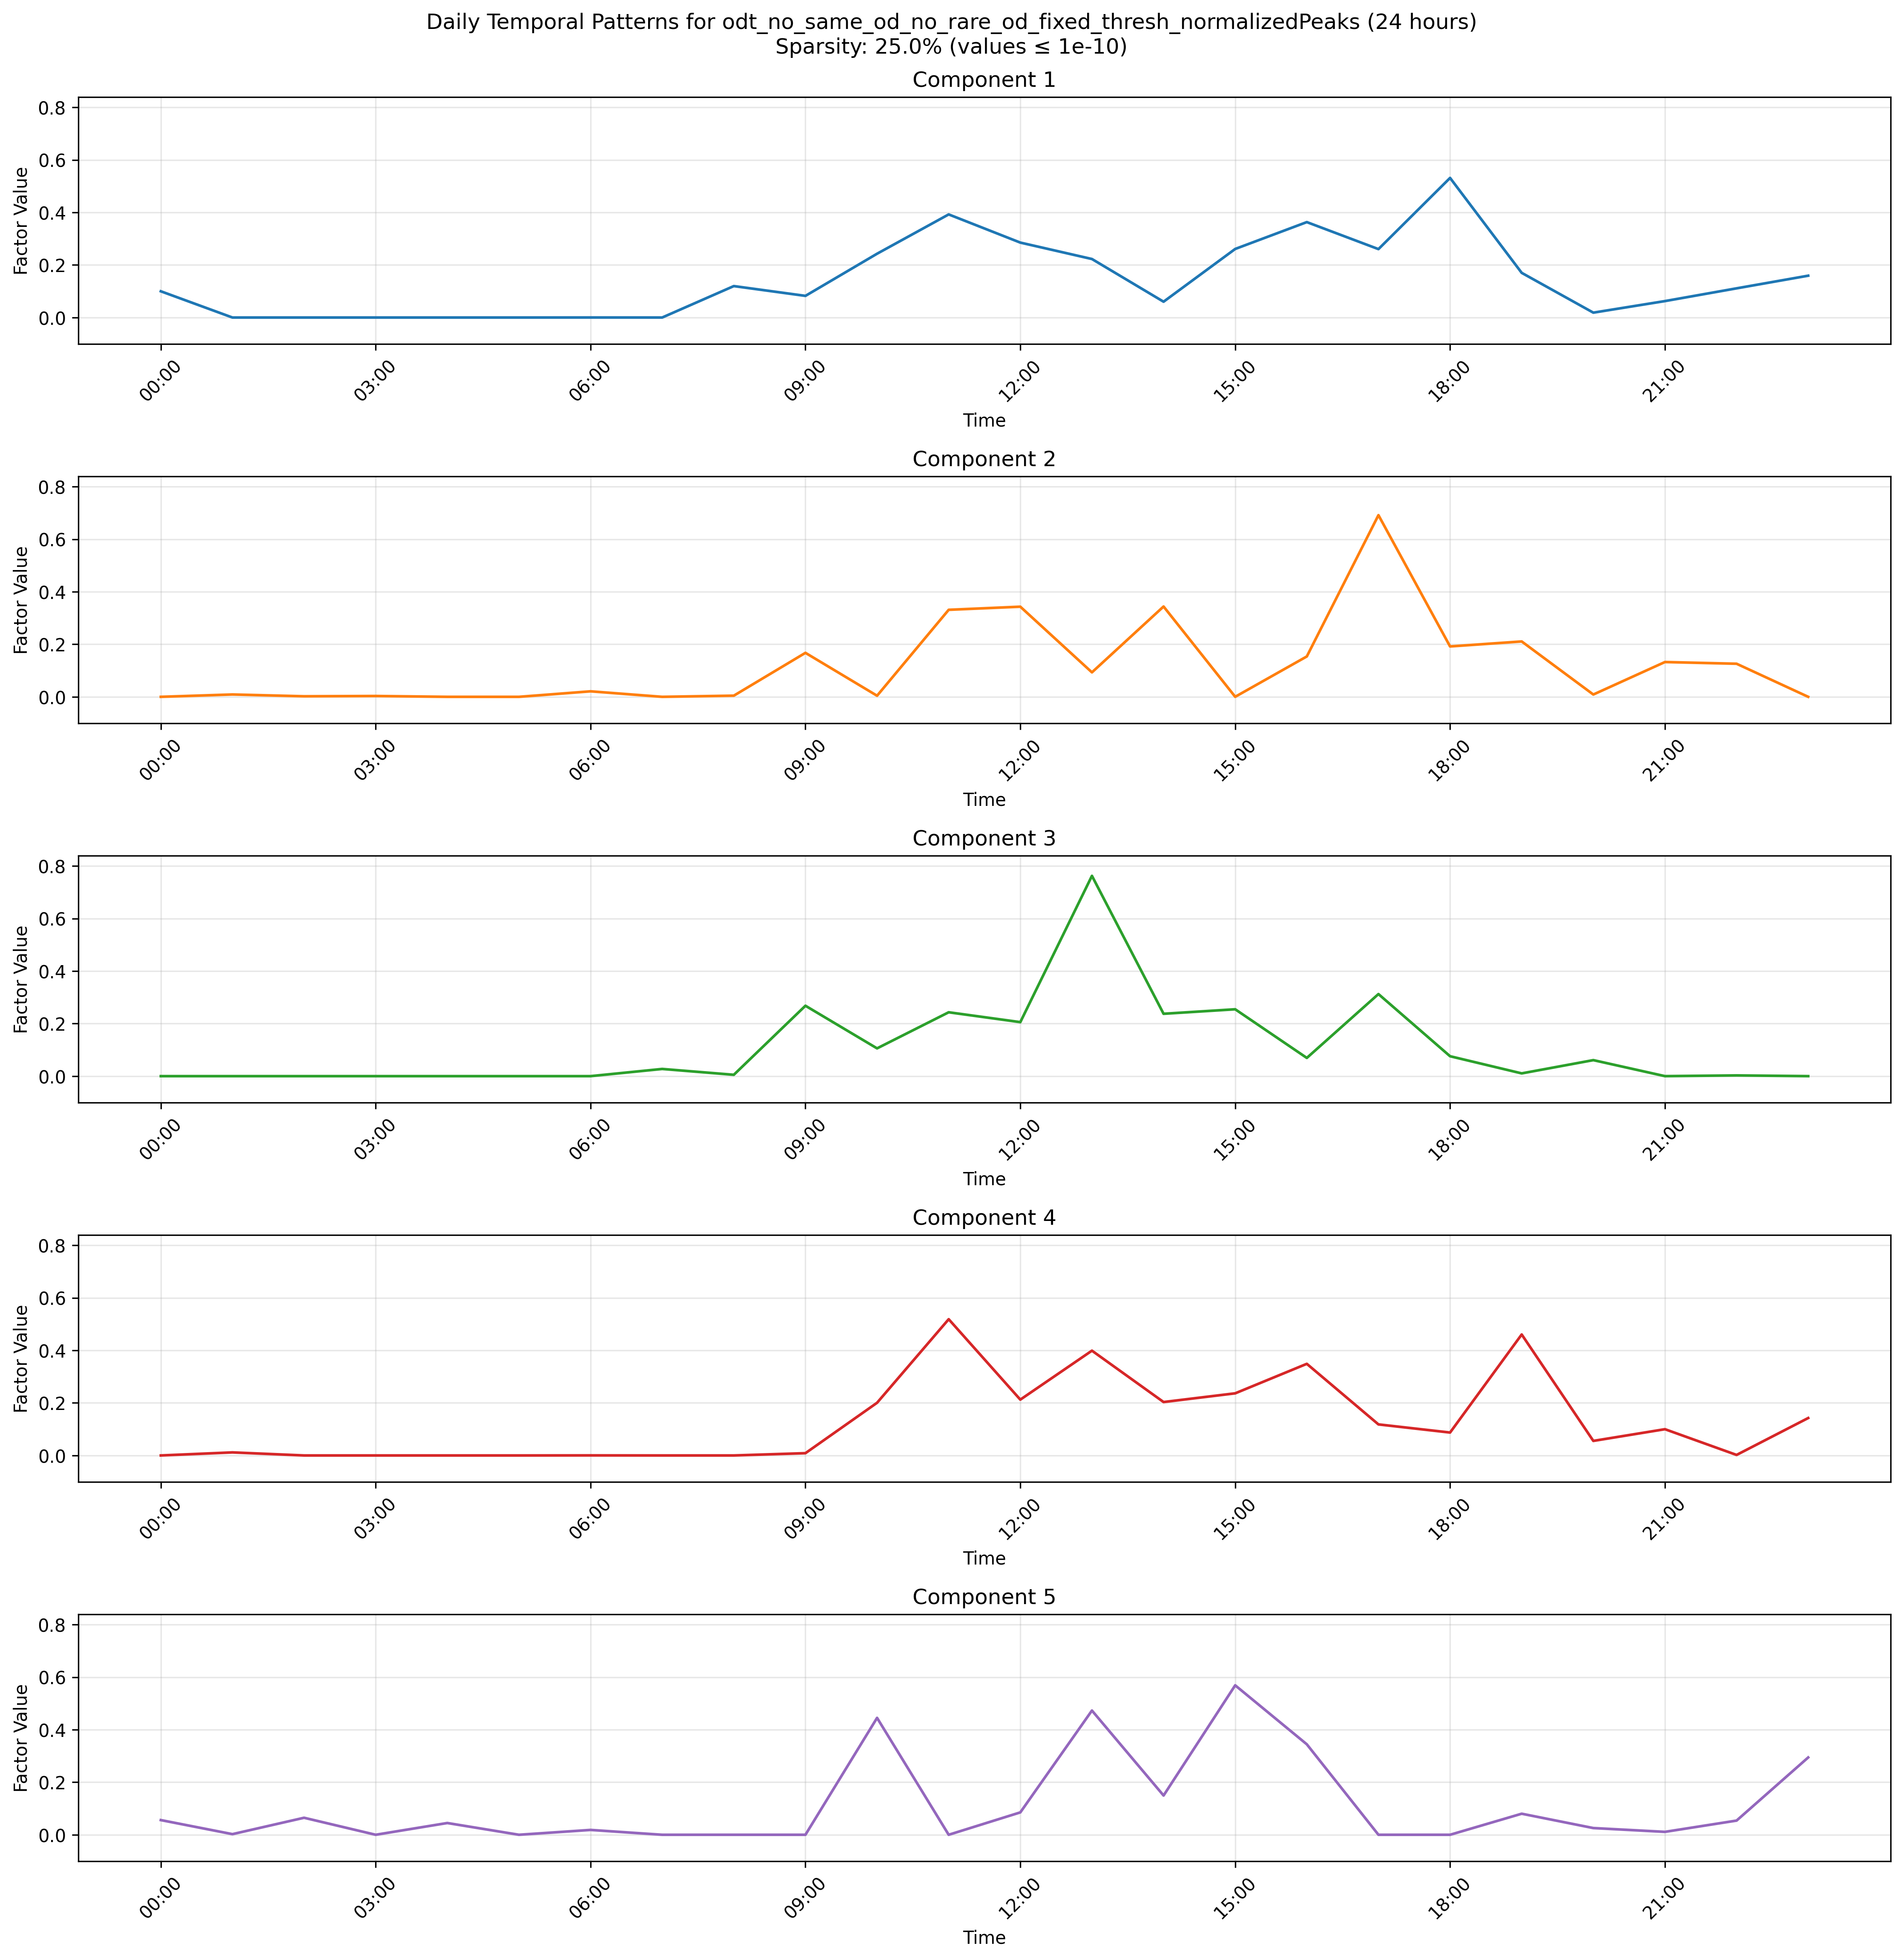 Daily Temporal Patterns for odt_no_same_od_no_rare_od_fixed_thresh_normalizedPeaks (24 hours)
Sparsity: 25.0% (values ≤ 1e-10)
Component 1
Factor Value
0.8
0.6
0.4
0.2
0.0
00:00 03:00 06:00 09:00 12:00 15:00 18:00 21:00
Time
Component 2
Factor Value
0.8
0.6
0.4
0.2
0.0
00:00 03:00 06:00 09:00 12:00 15:00 18:00 21:00
Time
Component 3
Factor Value
0.8
0.6
0.4
0.2
0.0
00:00 03:00 06:00 09:00 12:00 15:00 18:00 21:00
Time
Component 4
Factor Value
0.8
0.6
0.4
0.2
0.0
00:00 03:00 06:00 09:00 12:00 15:00 18:00 21:00
Time
Component 5
Factor Value
0.8
0.6
0.4
0.2
0.0
00:00 03:00 06:00 09:00 12:00 15:00 18:00 21:00
Time